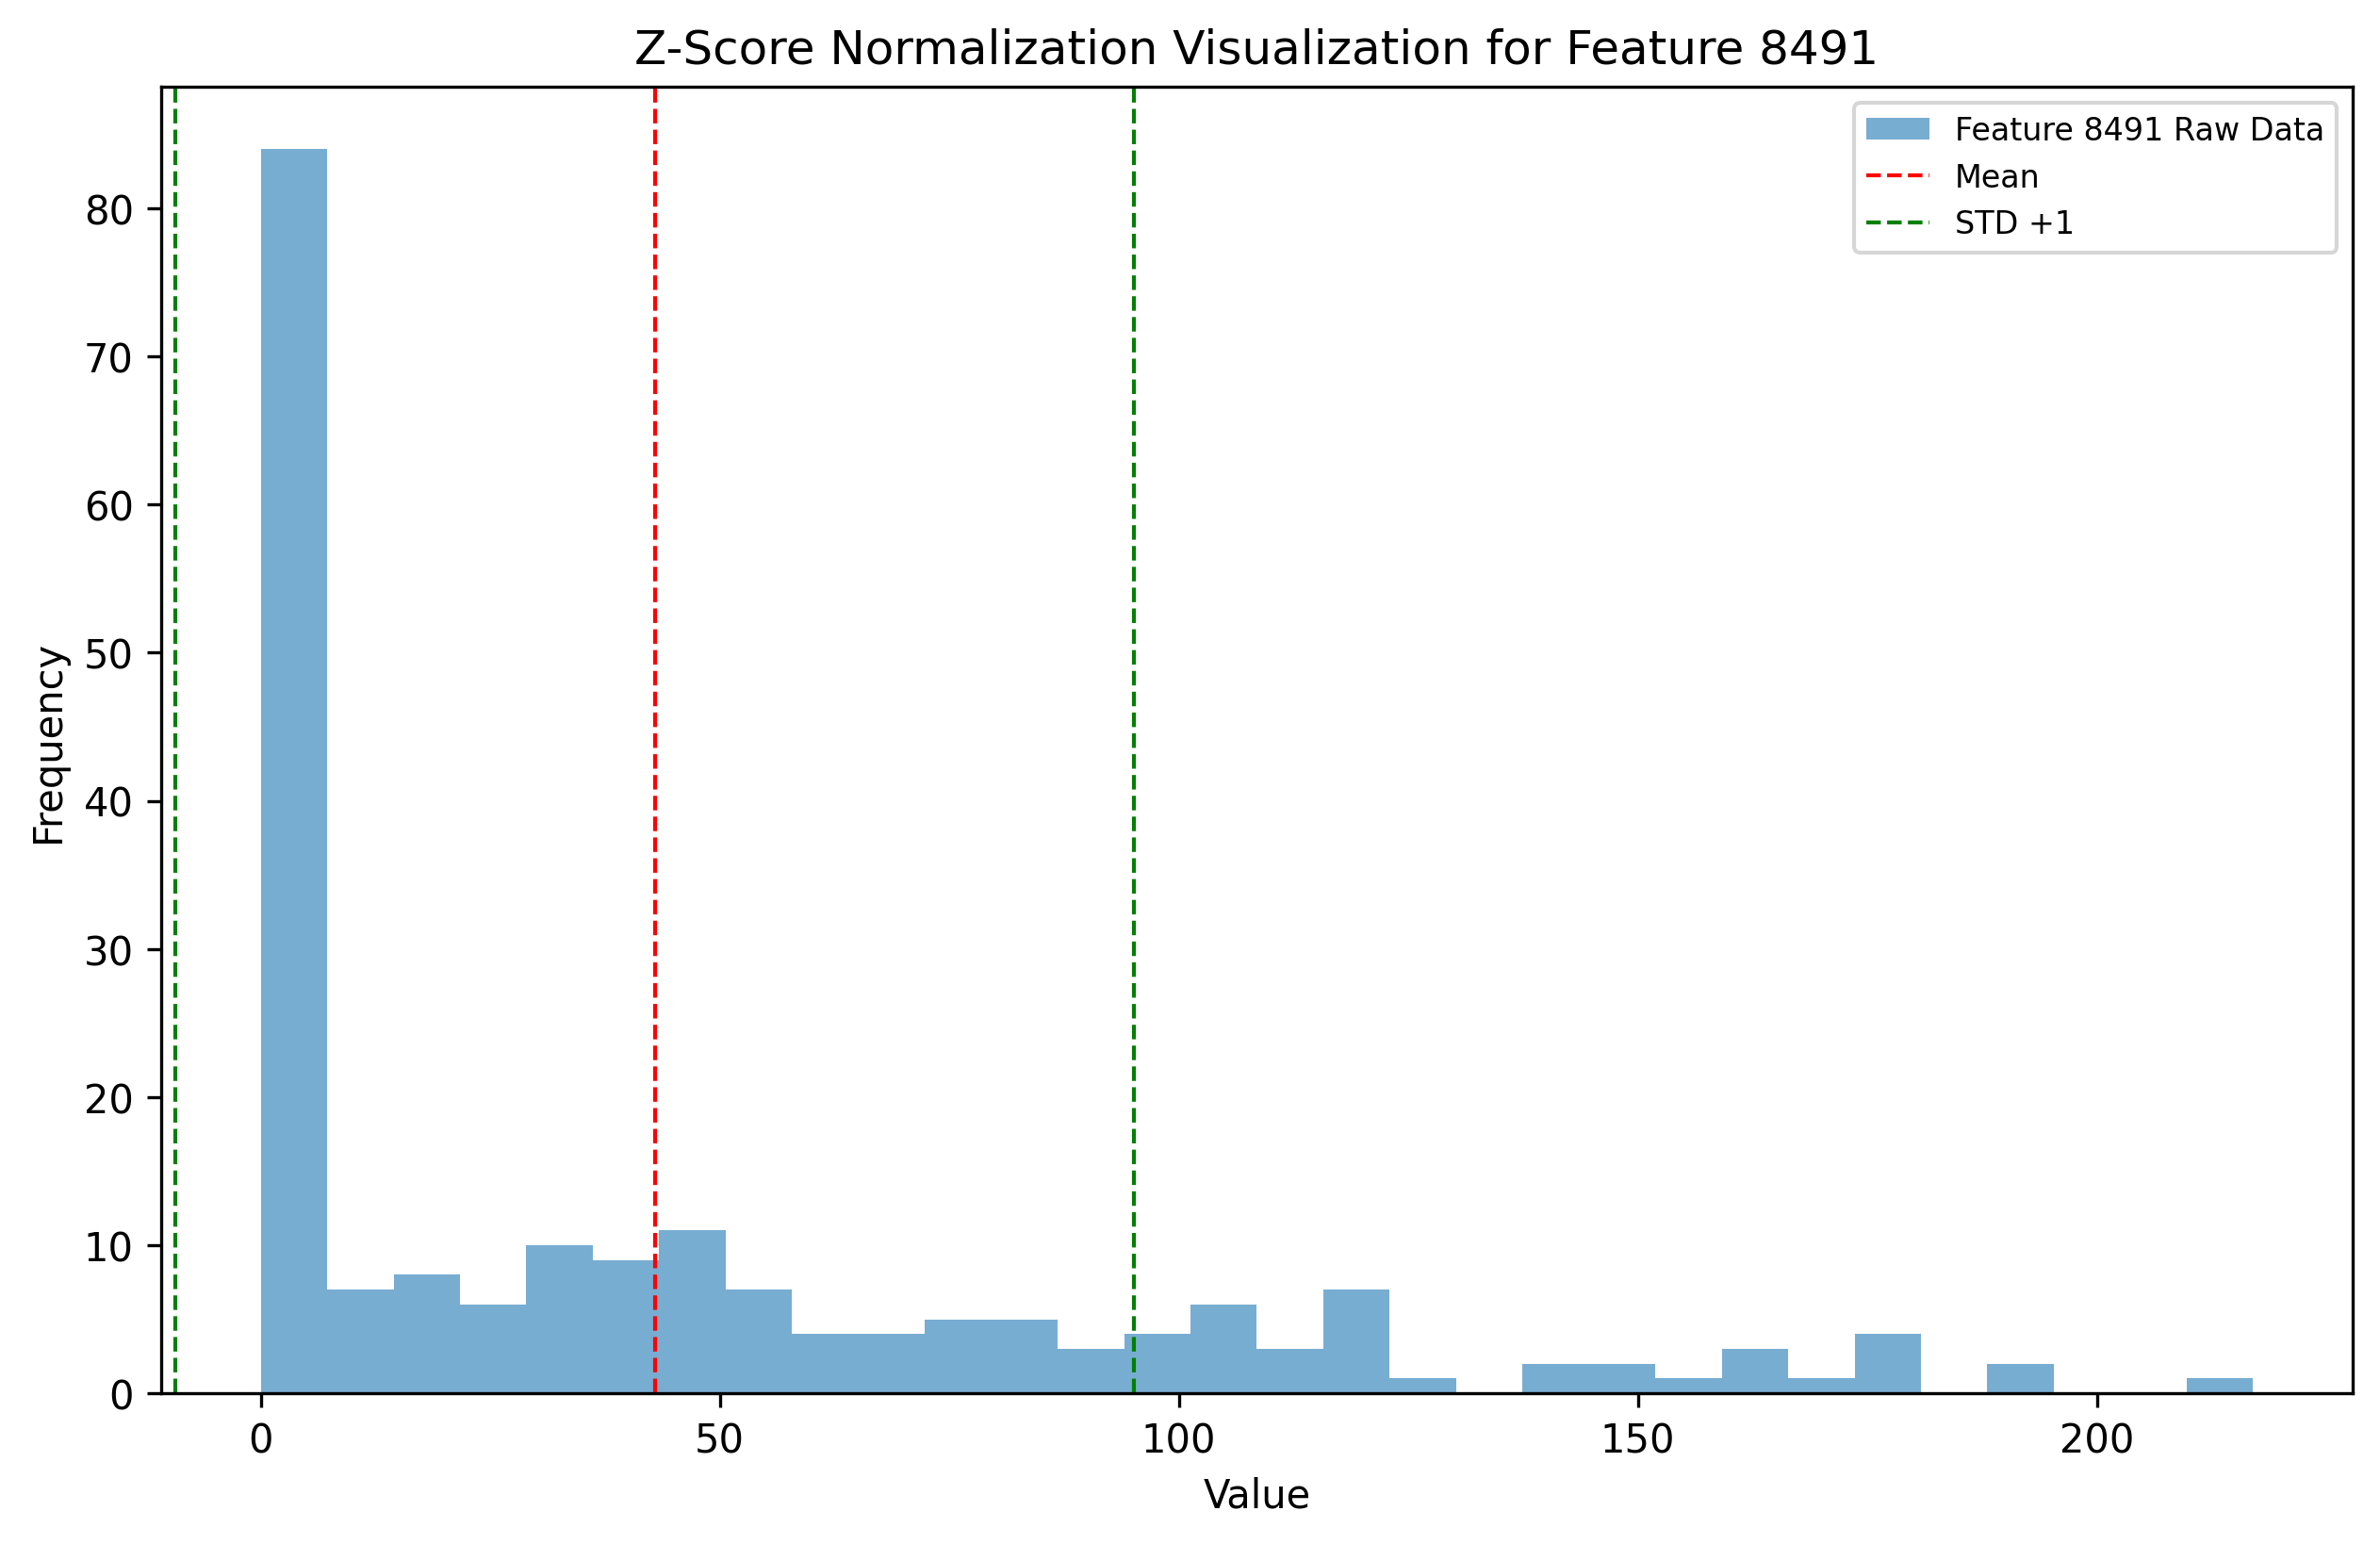 Z-Score Normalization Visualization for Feature 8491
Feature 8491 Raw Data
Mean
STD +1
80
70
60
50
40
30
20
10
0
Frequency
0 50 100 150 200
Value